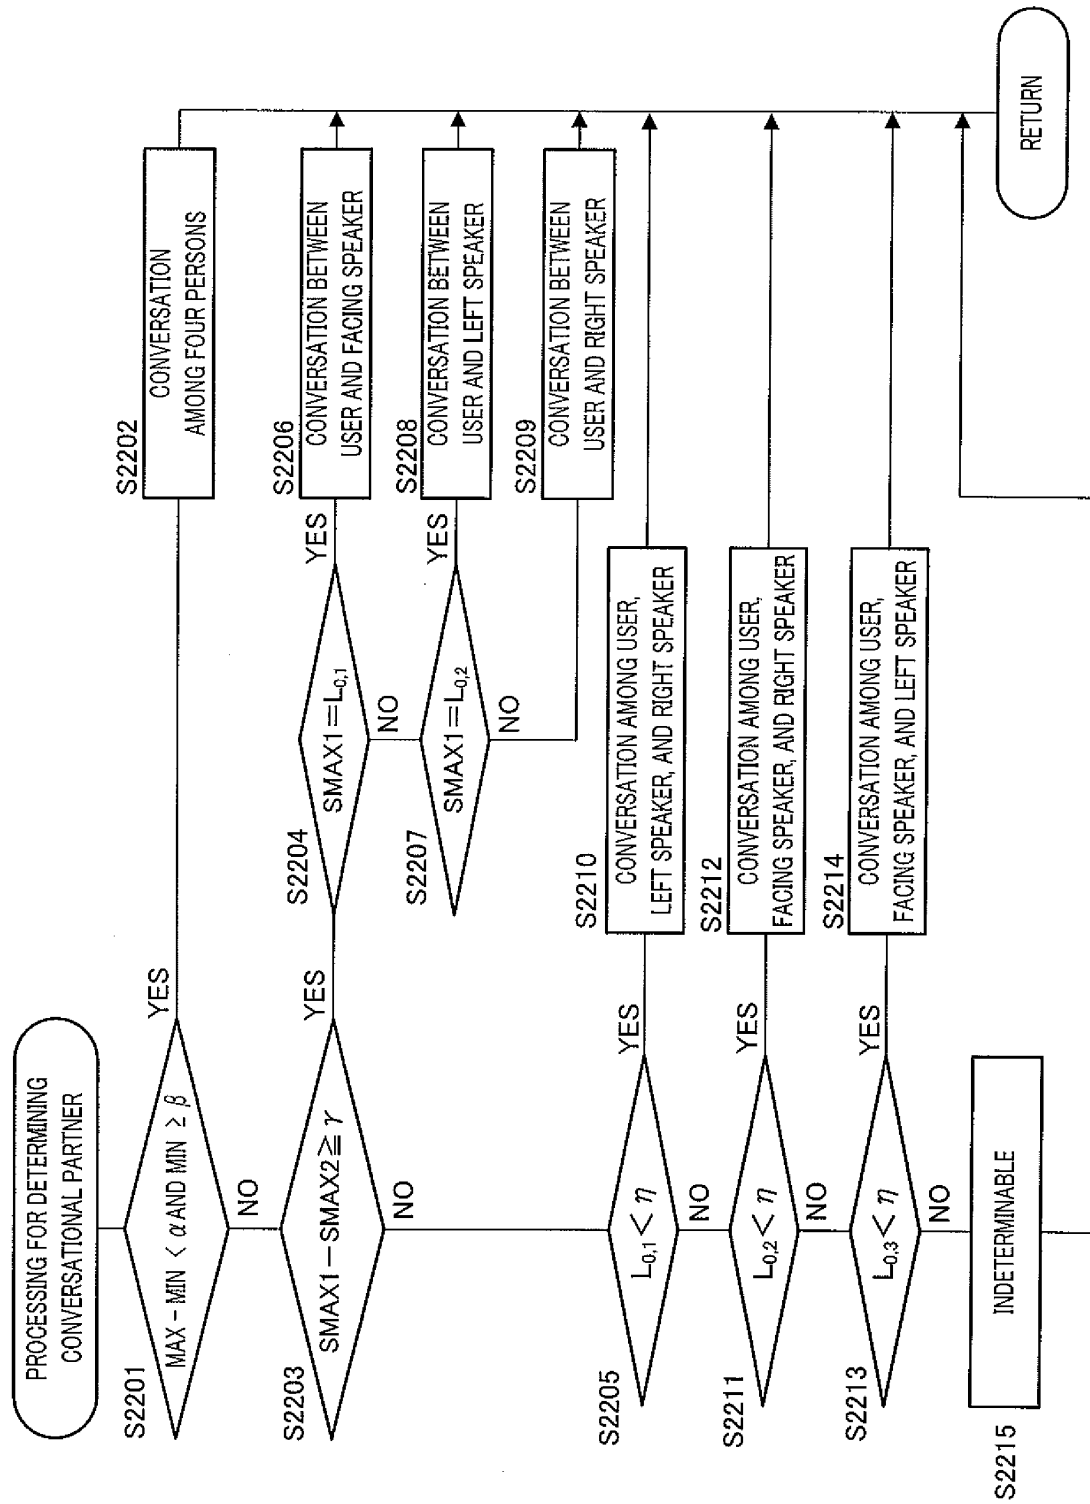 PROCESSING FOR DETERMINING
CONVERSATIONAL PARTNER
S2201
MAX－MIN < α AND MIN ≥ β
YES
NO
S2202
CONVERSATION
AMONG FOUR PERSONS
S2203
SMAX1－SMAX2≧γ
YES
NO
S2204
SMAX1＝L0,1
YES
NO
S2206
CONVERSATION BETWEEN
USER AND FACING SPEAKER
S2207
SMAX1＝L0,2
YES
NO
S2208
CONVERSATION BETWEEN
USER AND LEFT SPEAKER
S2209
CONVERSATION BETWEEN
USER AND RIGHT SPEAKER
S2205
L0,1 < η
YES
NO
S2210
CONVERSATION AMONG USER,
LEFT SPEAKER, AND RIGHT SPEAKER
S2211
L0,2 < η
YES
NO
S2212
CONVERSATION AMONG USER,
FACING SPEAKER, AND RIGHT SPEAKER
S2213
L0,3 < η
YES
NO
S2214
CONVERSATION AMONG USER,
FACING SPEAKER, AND LEFT SPEAKER
S2215
INDETERMINABLE
RETURN